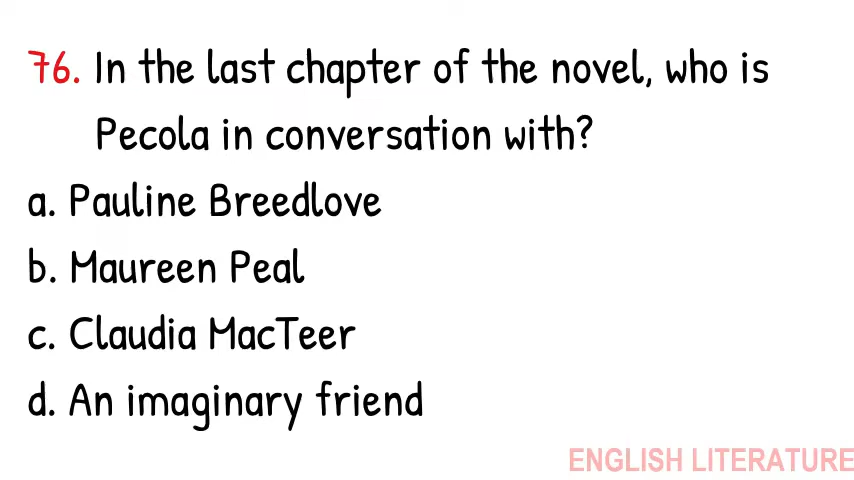 76. In the last chapter of the novel, who is
Pecola in conversation with?
a. Pauline Breedlove
b. Maureen Peal
c. Claudia MacTeer
d. An imaginary friend
ENGLISH LITERATURE